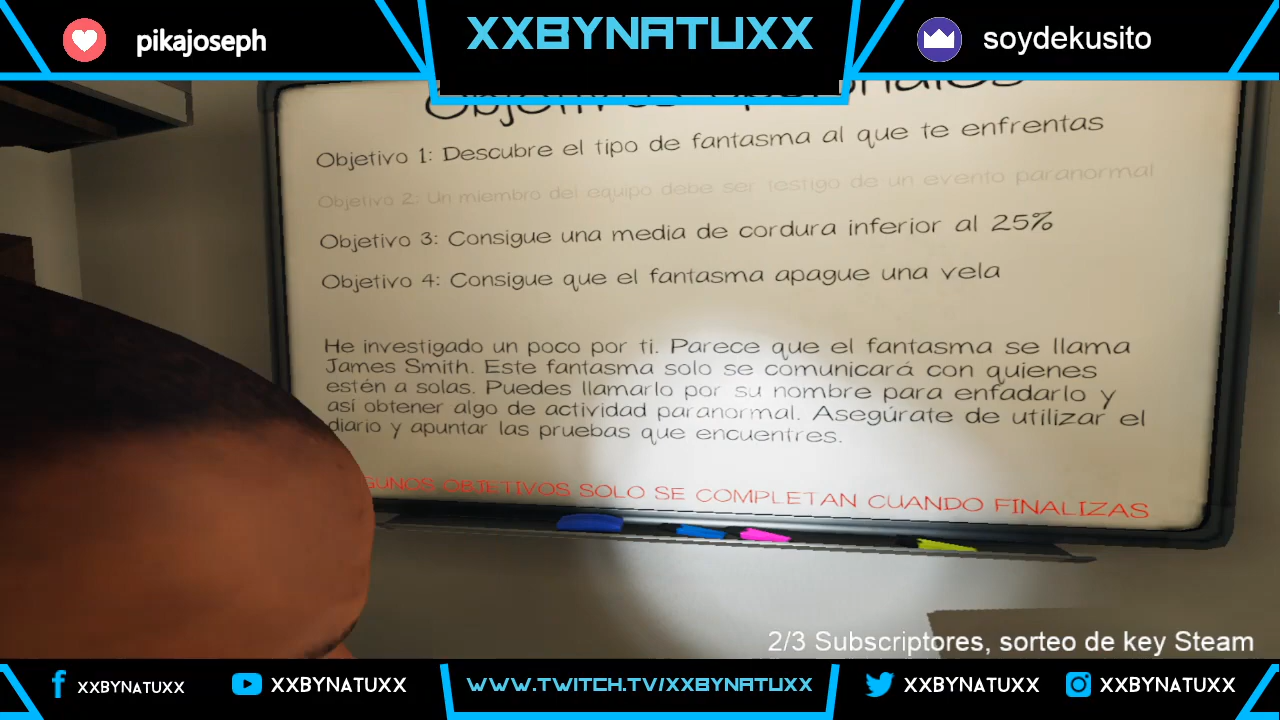 pikajoseph
XXBYNATUXX
soydekusito
Objetivos opcionales
Objetivo 1: Descubre el tipo de fantasma al que te enfrentas
Objetivo 2: Un miembro del equipo debe ser testigo de un evento paranormal
Objetivo 3: Consigue una media de cordura inferior al 25%
Objetivo 4: Consigue que el fantasma apague una vela
He investigado un poco por ti. Parece que el fantasma se llama
James Smith. Este fantasma solo se comunicará con quienes
estén a solas. Puedes llamarlo por su nombre para enfadarlo y
así obtener algo de actividad paranormal. Asegúrate de utilizar el
diario y apuntar las pruebas que encuentres.
GUNOS OBJETIVOS SOLO SE COMPLETAN CUANDO FINALIZAS
2/3 Subscriptores, sorteo de key Steam
XXBYNATUXX
XXBYNATUXX
WWW.TWITCH.TV/XXBYNATUXX
XXBYNATUXX
XXBYNATUXX